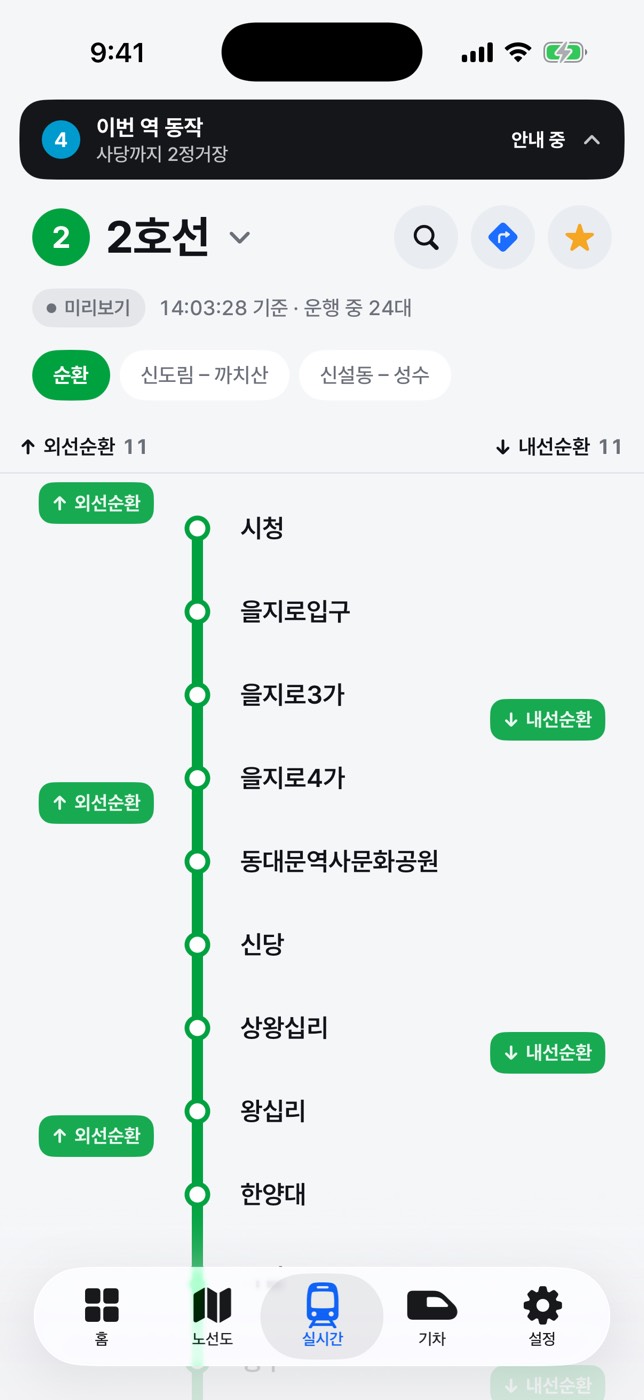 9:41
4
이번 역 동작
사당까지 2정거장
안내 중
2
2호선
미리보기
14:03:28 기준 · 운행 중 24대
순환
신도림 – 까치산
신설동 – 성수
↑ 외선순환 11
↓ 내선순환 11
↑ 외선순환
시청
을지로입구
을지로3가
↓ 내선순환
을지로4가
↑ 외선순환
동대문역사문화공원
신당
상왕십리
↓ 내선순환
왕십리
↑ 외선순환
한양대
홈
노선도
실시간
기차
설정
↓ 내선순환